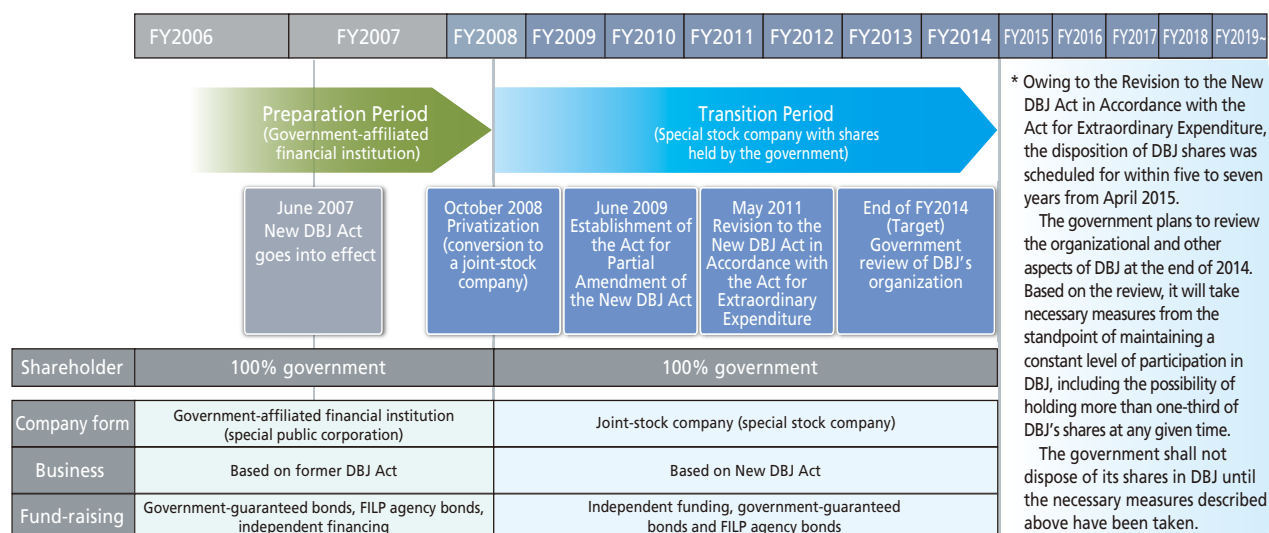 FY2006 FY2007 FY2008 FY2009 FY2010 FY2011 FY2012 FY2013 FY2014 FY2015 FY2016 FY2017 FY2018 FY2019~
Preparation Period
(Government-affiliated
financial institution)
Transition Period
(Special stock company with shares
held by the government)
June 2007
New DBJ Act
goes into effect
October 2008
Privatization
(conversion to
a joint-stock
company)
June 2009
Establishment of
the Act for
Partial
Amendment of
the New DBJ Act
May 2011
Revision to the
New DBJ Act in
Accordance with
the Act for
Extraordinary
Expenditure
End of FY2014
(Target)
Government
review of DBJ's
organization
* Owing to the Revision to the New
DBJ Act in Accordance with the
Act for Extraordinary Expenditure,
the disposition of DBJ shares was
scheduled for within five to seven
years from April 2015.
The government plans to review
the organizational and other
aspects of DBJ at the end of 2014.
Based on the review, it will take
necessary measures from the
standpoint of maintaining a
constant level of participation in
DBJ, including the possibility of
holding more than one-third of
DBJ's shares at any given time.
The government shall not
dispose of its shares in DBJ until
the necessary measures described
above have been taken.
Shareholder 100% government 100% government
Company form
Government-affiliated financial institution
(special public corporation)
Joint-stock company (special stock company)
Business Based on former DBJ Act Based on New DBJ Act
Fund-raising
Government-guaranteed bonds, FILP agency bonds,
independent financing
Independent funding, government-guaranteed
bonds and FILP agency bonds